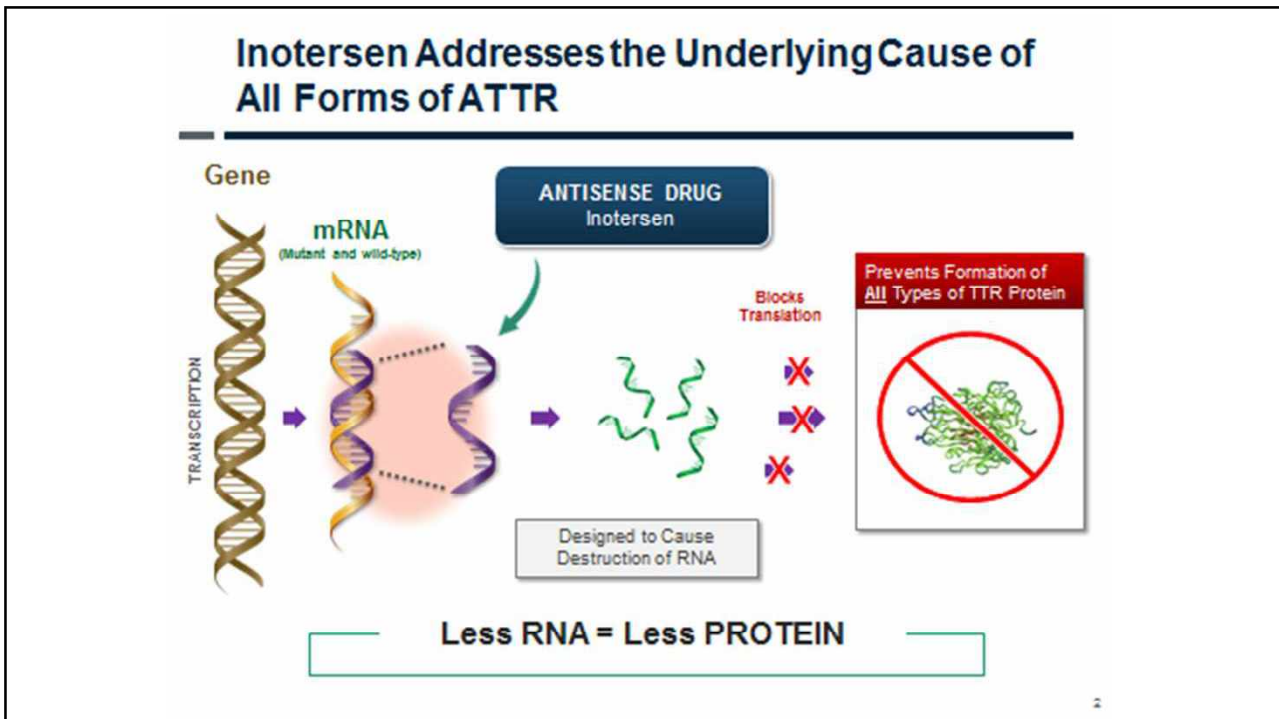 Inotersen Addresses the Underlying Cause of
All Forms of ATTR
Gene
mRNA
(Mutant and wild-type)
ANTISENSE DRUG
Inotersen
TRANSCRIPTION
Blocks
Translation
Prevents Formation of
All Types of TTR Protein
X
X
X
Designed to Cause
Destruction of RNA
Less RNA = Less PROTEIN
2